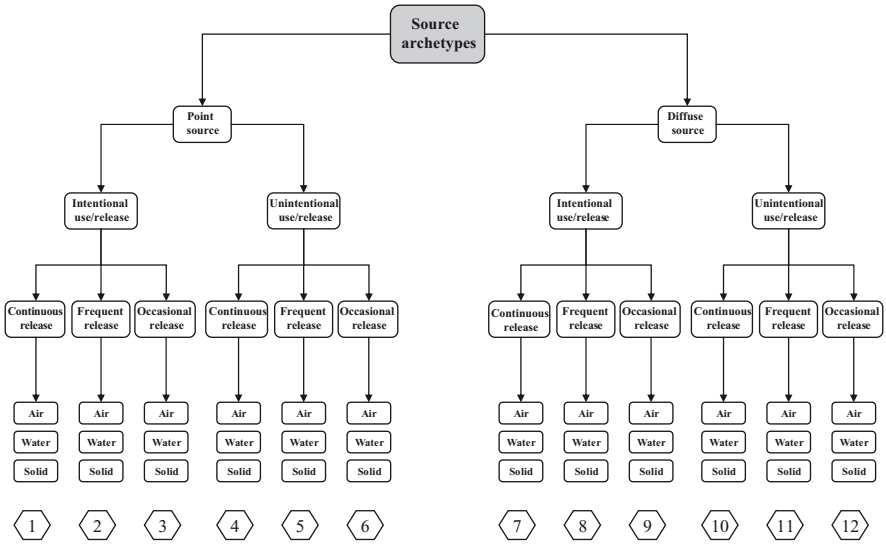 Source
archetypes
Point
source
Diffuse
source
Intentional
use/release
Unintentional
use/release
Intentional
use/release
Unintentional
use/release
Continuous
release
Frequent
release
Occasional
release
Continuous
release
Frequent
release
Occasional
release
Continuous
release
Frequent
release
Occasional
release
Continuous
release
Frequent
release
Occasional
release
Air Air Air Air Air Air Air Air Air Air Air Air
Water Water Water Water Water Water Water Water Water Water Water Water
Solid Solid Solid Solid Solid Solid Solid Solid Solid Solid Solid Solid
1 2 3 4 5 6 7 8 9 10 11 12